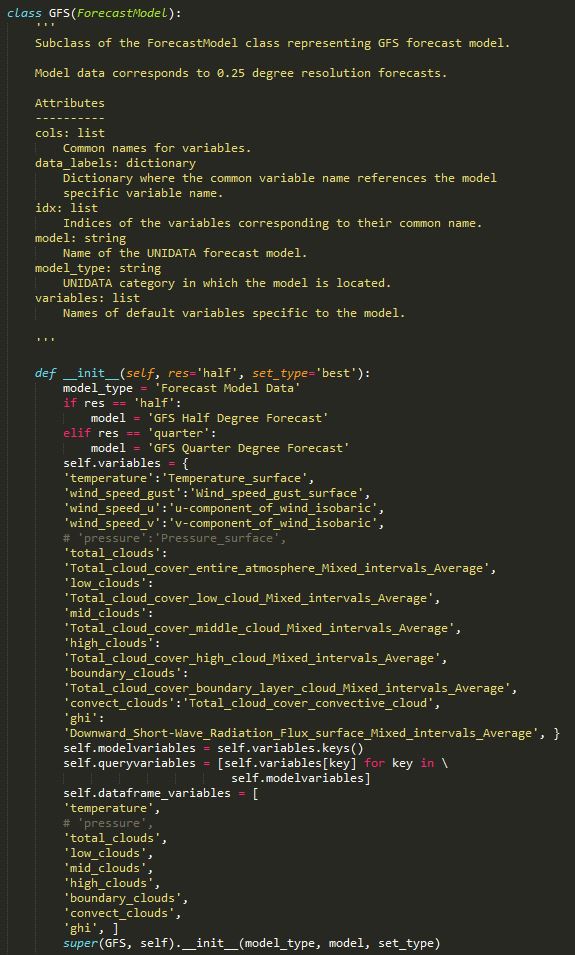 class GFS(ForecastModel):
    '''
    Subclass of the ForecastModel class representing GFS forecast model.

    Model data corresponds to 0.25 degree resolution forecasts.

    Attributes
    ----------
    cols: list
        Common names for variables.
    data_labels: dictionary
        Dictionary where the common variable name references the model
        specific variable name.
    idx: list
        Indices of the variables corresponding to their common name.
    model: string
        Name of the UNIDATA forecast model.
    model_type: string
        UNIDATA category in which the model is located.
    variables: list
        Names of default variables specific to the model.

    '''

    def __init__(self, res='half', set_type='best'):
        model_type = 'Forecast Model Data'
        if res == 'half':
            model = 'GFS Half Degree Forecast'
        elif res == 'quarter':
            model = 'GFS Quarter Degree Forecast'
        self.variables = {
        'temperature':'Temperature_surface',
        'wind_speed_gust':'Wind_speed_gust_surface',
        'wind_speed_u':'u-component_of_wind_isobaric',
        'wind_speed_v':'v-component_of_wind_isobaric',
        # 'pressure':'Pressure_surface',
        'total_clouds':
        'Total_cloud_cover_entire_atmosphere_Mixed_intervals_Average',
        'low_clouds':
        'Total_cloud_cover_low_cloud_Mixed_intervals_Average',
        'mid_clouds':
        'Total_cloud_cover_middle_cloud_Mixed_intervals_Average',
        'high_clouds':
        'Total_cloud_cover_high_cloud_Mixed_intervals_Average',
        'boundary_clouds':
        'Total_cloud_cover_boundary_layer_cloud_Mixed_intervals_Average',
        'convect_clouds':'Total_cloud_cover_convective_cloud',
        'ghi':
        'Downward_Short-Wave_Radiation_Flux_surface_Mixed_intervals_Average', }
        self.modelvariables = self.variables.keys()
        self.queryvariables = [self.variables[key] for key in \
                                self.modelvariables]
        self.dataframe_variables = [
        'temperature',
        # 'pressure',
        'total_clouds',
        'low_clouds',
        'mid_clouds',
        'high_clouds',
        'boundary_clouds',
        'convect_clouds',
        'ghi', ]
        super(GFS, self).__init__(model_type, model, set_type)